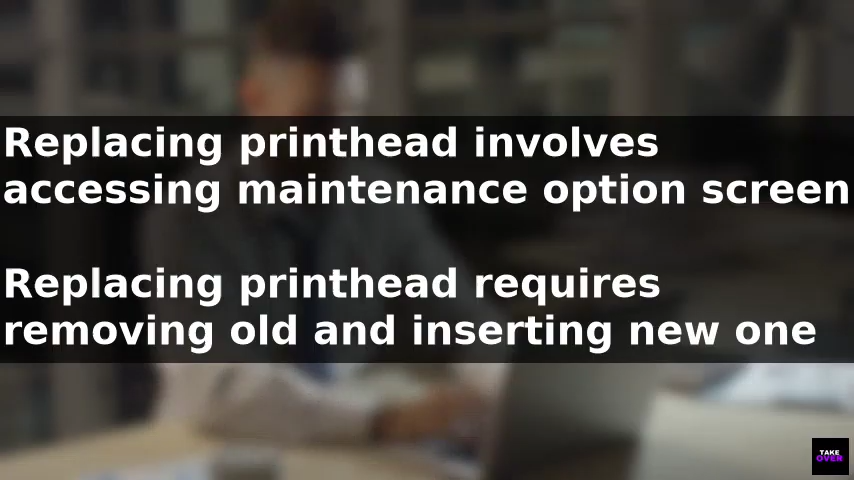 Replacing printhead involves
accessing maintenance option screen
Replacing printhead requires
removing old and inserting new one
TAKE
OVER